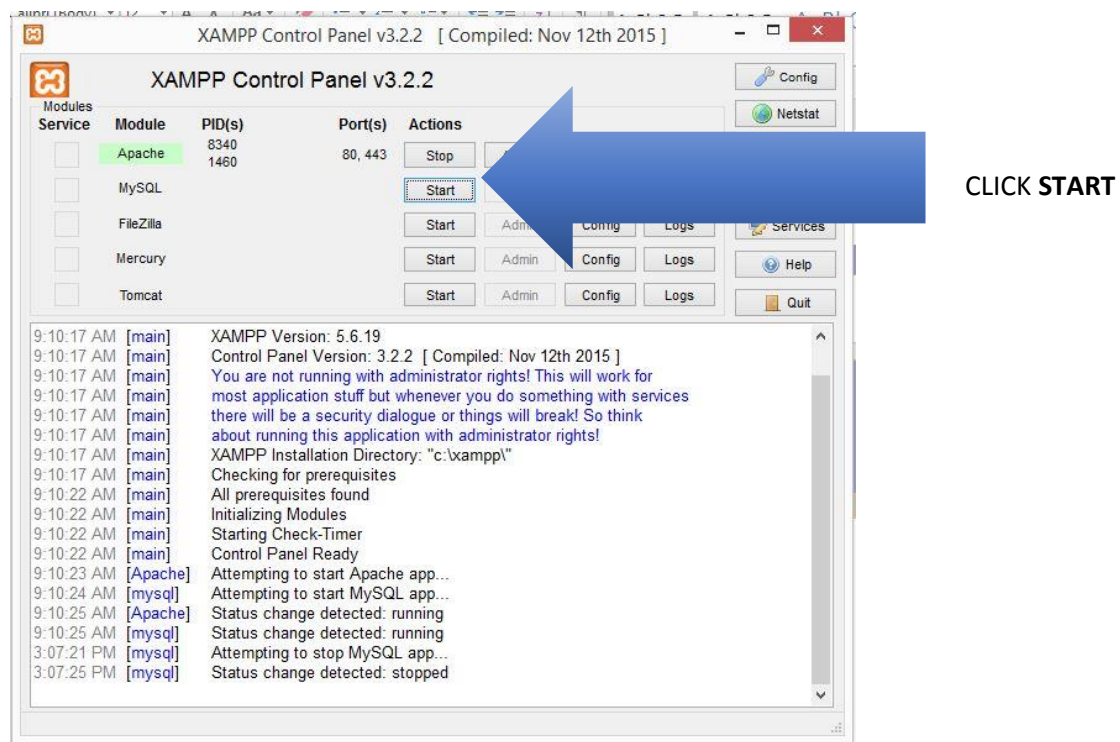 XAMPP Control Panel v3.2.2 [ Compiled: Nov 12th 2015 ]
XAMPP Control Panel v3.2.2
Config
Modules
Service Module PID(s) Port(s) Actions
Netstat
Apache 8340 80, 443 Stop
1460
MySQL Start
CLICK START
FileZilla Start Config Logs Services
Mercury Start Admin Config Logs Help
Tomcat Start Admin Config Logs Quit
9:10:17 AM [main] XAMPP Version: 5.6.19
9:10:17 AM [main] Control Panel Version: 3.2.2 [ Compiled: Nov 12th 2015 ]
9:10:17 AM [main] You are not running with administrator rights! This will work for
9:10:17 AM [main] most application stuff but whenever you do something with services
9:10:17 AM [main] there will be a security dialogue or things will break! So think
9:10:17 AM [main] about running this application with administrator rights!
9:10:17 AM [main] XAMPP Installation Directory: "c:\xampp\"
9:10:17 AM [main] Checking for prerequisites
9:10:22 AM [main] All prerequisites found
9:10:22 AM [main] Initializing Modules
9:10:22 AM [main] Starting Check-Timer
9:10:22 AM [main] Control Panel Ready
9:10:23 AM [Apache] Attempting to start Apache app...
9:10:24 AM [mysql] Attempting to start MySQL app...
9:10:25 AM [Apache] Status change detected: running
9:10:25 AM [mysql] Status change detected: running
3:07:21 PM [mysql] Attempting to stop MySQL app...
3:07:25 PM [mysql] Status change detected: stopped